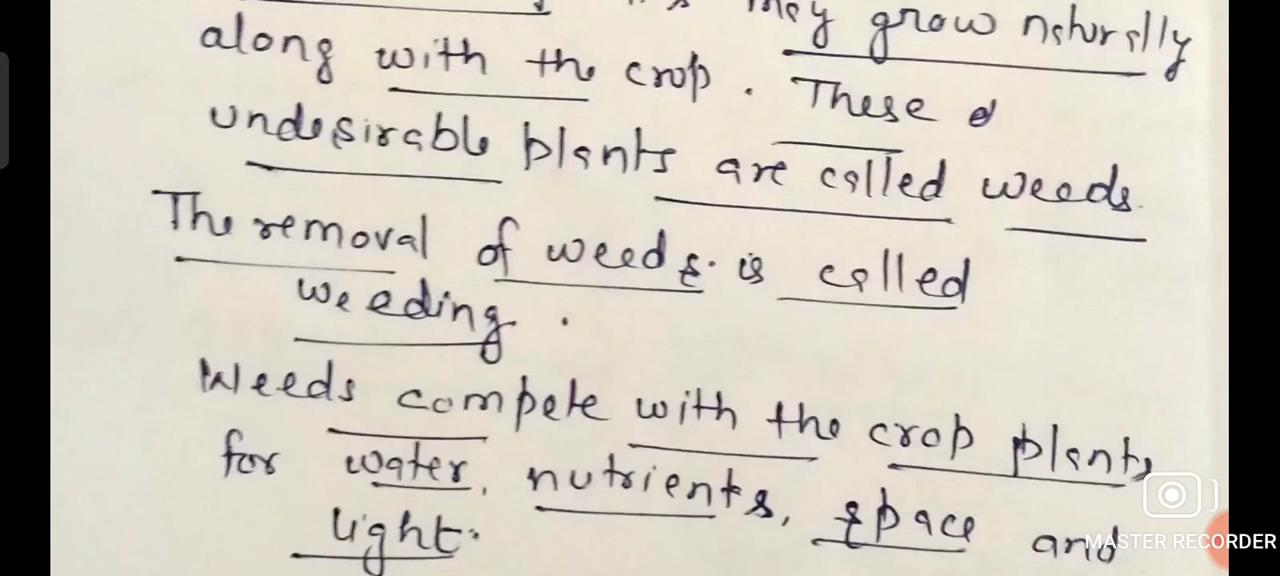 may grow naturally
along with the crop. These
undesirable plants are called weeds.
The removal of weeds. is called
weeding.
Weeds compete with the crop plants
for water, nutrients, space and
light.
MASTER RECORDER